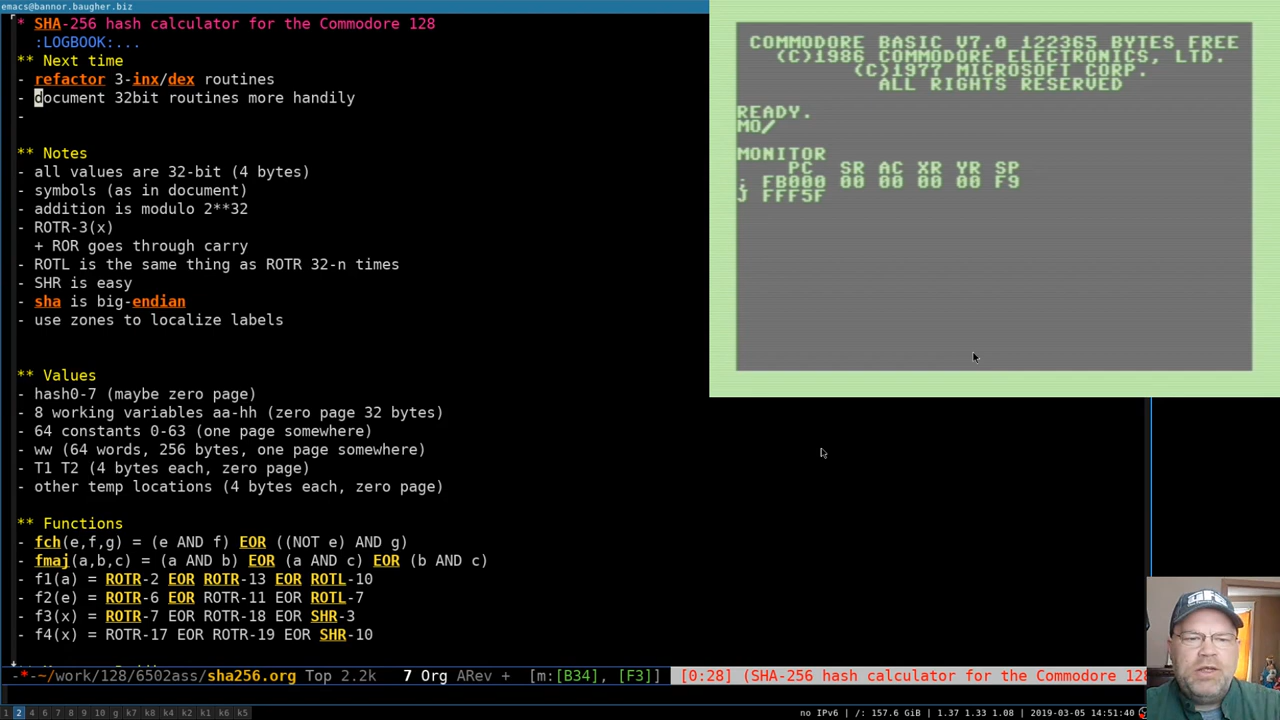 emacs@bannor.baugher.biz
* SHA-256 hash calculator for the Commodore 128
:LOGBOOK:...
** Next time
- refactor 3-inx/dex routines
- document 32bit routines more handily
-
** Notes
- all values are 32-bit (4 bytes)
- symbols (as in document)
- addition is modulo 2**32
- ROTR-3(x)
+ ROR goes through carry
- ROTL is the same thing as ROTR 32-n times
- SHR is easy
- sha is big-endian
- use zones to localize labels
** Values
- hash0-7 (maybe zero page)
- 8 working variables aa-hh (zero page 32 bytes)
- 64 constants 0-63 (one page somewhere)
- ww (64 words, 256 bytes, one page somewhere)
- T1 T2 (4 bytes each, zero page)
- other temp locations (4 bytes each, zero page)
** Functions
- fch(e,f,g) = (e AND f) EOR ((NOT e) AND g)
- fmaj(a,b,c) = (a AND b) EOR (a AND c) EOR (b AND c)
- f1(a) = ROTR-2 EOR ROTR-13 EOR ROTL-10
- f2(e) = ROTR-6 EOR ROTR-11 EOR ROTL-7
- f3(x) = ROTR-7 EOR ROTR-18 EOR SHR-3
- f4(x) = ROTR-17 EOR ROTR-19 EOR SHR-10
-*-~/work/128/6502ass/sha256.org Top 2.2k 7 Org ARev + [m:[B34], [F3]] [0:28] (SHA-256 hash calculator for the Commodore 128
1 2 3 4 5 6 7 8 9 10 g k7 k8 k9 k4 k2 k1 k6 k2 k3 k5
no IPv6 | /: 157.6 GiB | 1.37 1.33 1.08 | 2019-03-05 14:51:40
COMMODORE BASIC V7.0 122365 BYTES FREE
(C)1986 COMMODORE ELECTRONICS, LTD.
(C)1977 MICROSOFT CORP.
ALL RIGHTS RESERVED
READY.
MO/
MONITOR
PC SR AC XR YR SP
; FB000 00 00 00 00 F9
J FFF5F